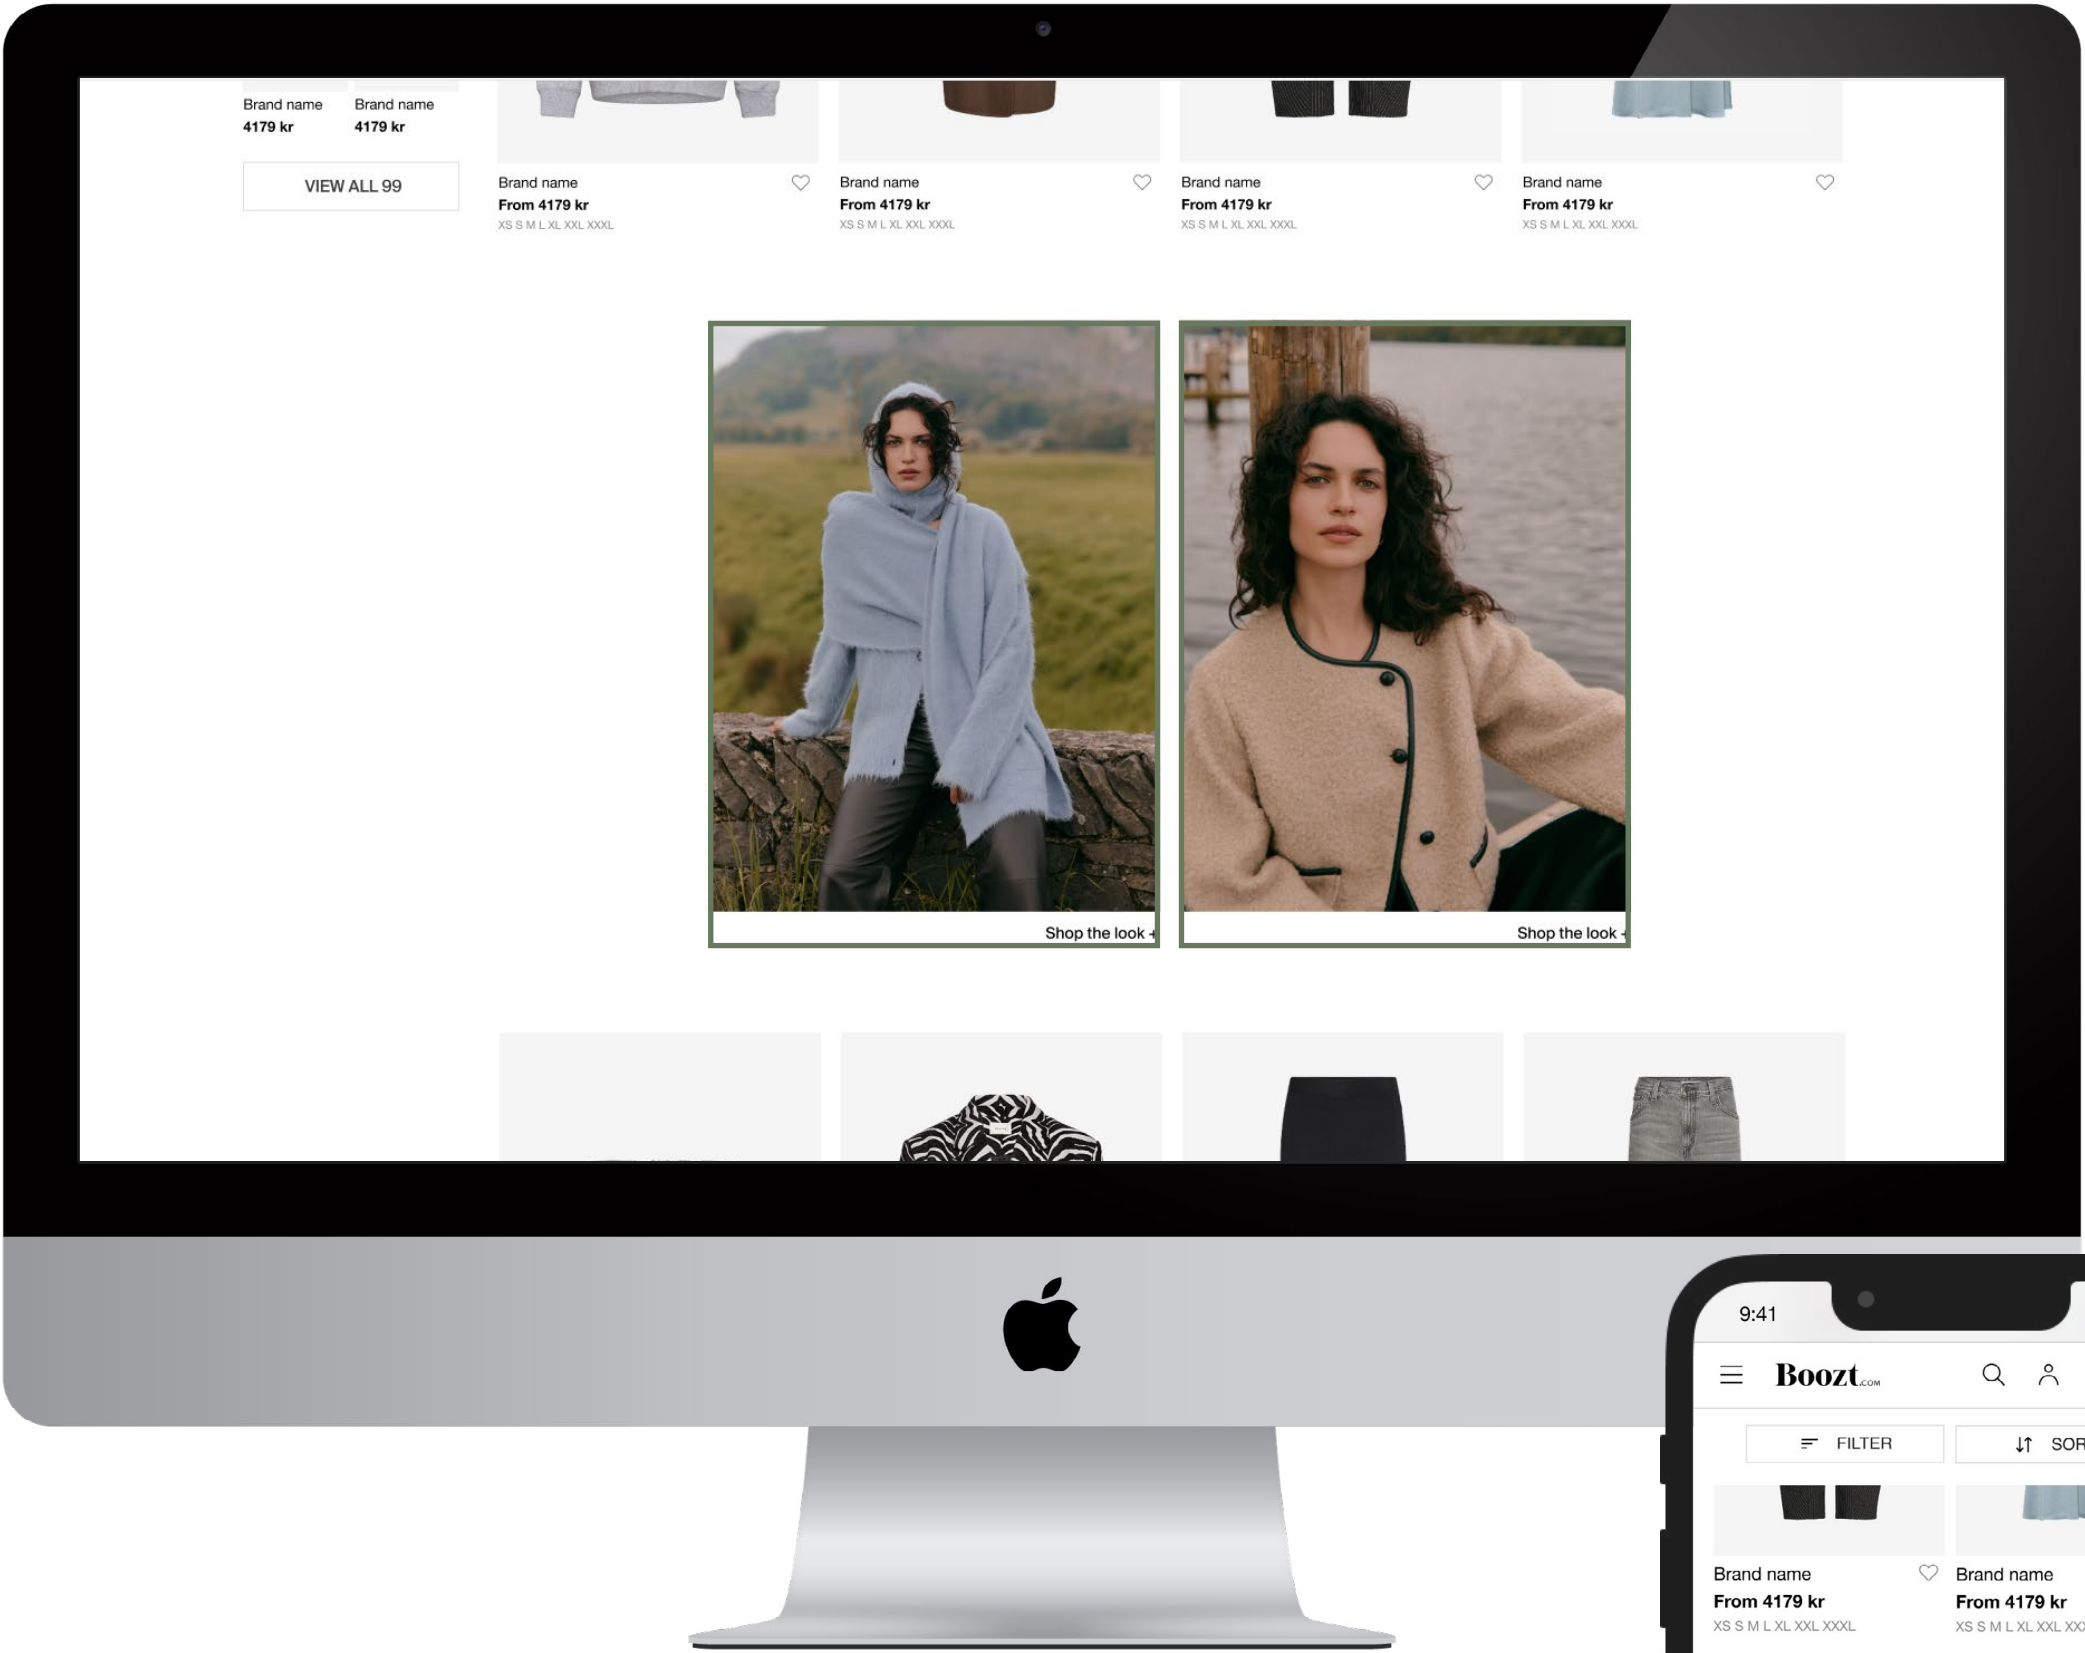 Brand name Brand name
4179 kr 4179 kr
VIEW ALL 99
Brand name Brand name Brand name Brand name
From 4179 kr From 4179 kr From 4179 kr From 4179 kr
XS S M L XL XXL XXXL XS S M L XL XXL XXXL XS S M L XL XXL XXXL XS S M L XL XXL XXXL
Shop the look + Shop the look +
9:41
Boozt.COM
FILTER SOR
Brand name Brand name
From 4179 kr From 4179 kr
XS S M L XL XXL XXXL XS S M L XL XXL XXX